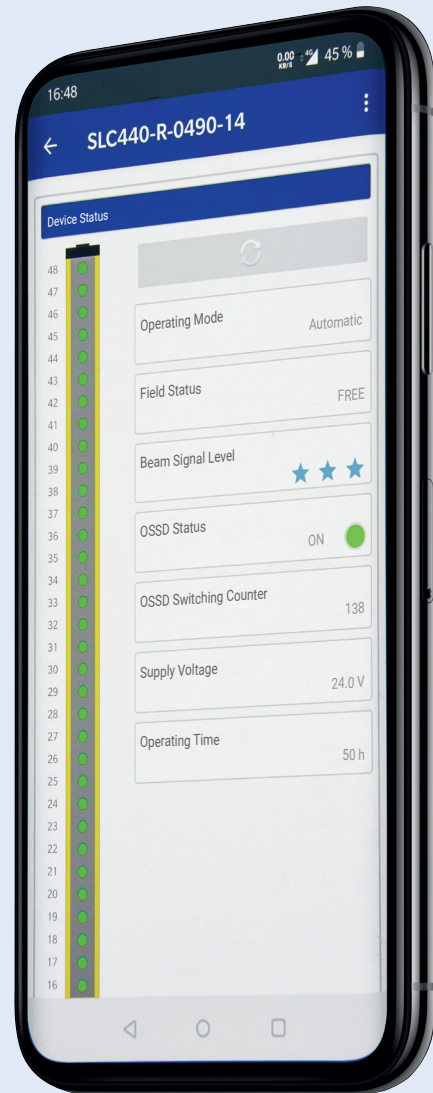 16:48
0.00 KB/S 4G 45 %
SLC440-R-0490-14
Device Status
48
47
46
45
44
43
42
41
40
39
38
37
36
35
34
33
32
31
30
29
28
27
26
25
24
23
22
21
20
19
18
17
16
Operating Mode
Automatic
Field Status
FREE
Beam Signal Level
OSSD Status
ON
OSSD Switching Counter
138
Supply Voltage
24.0 V
Operating Time
50 h